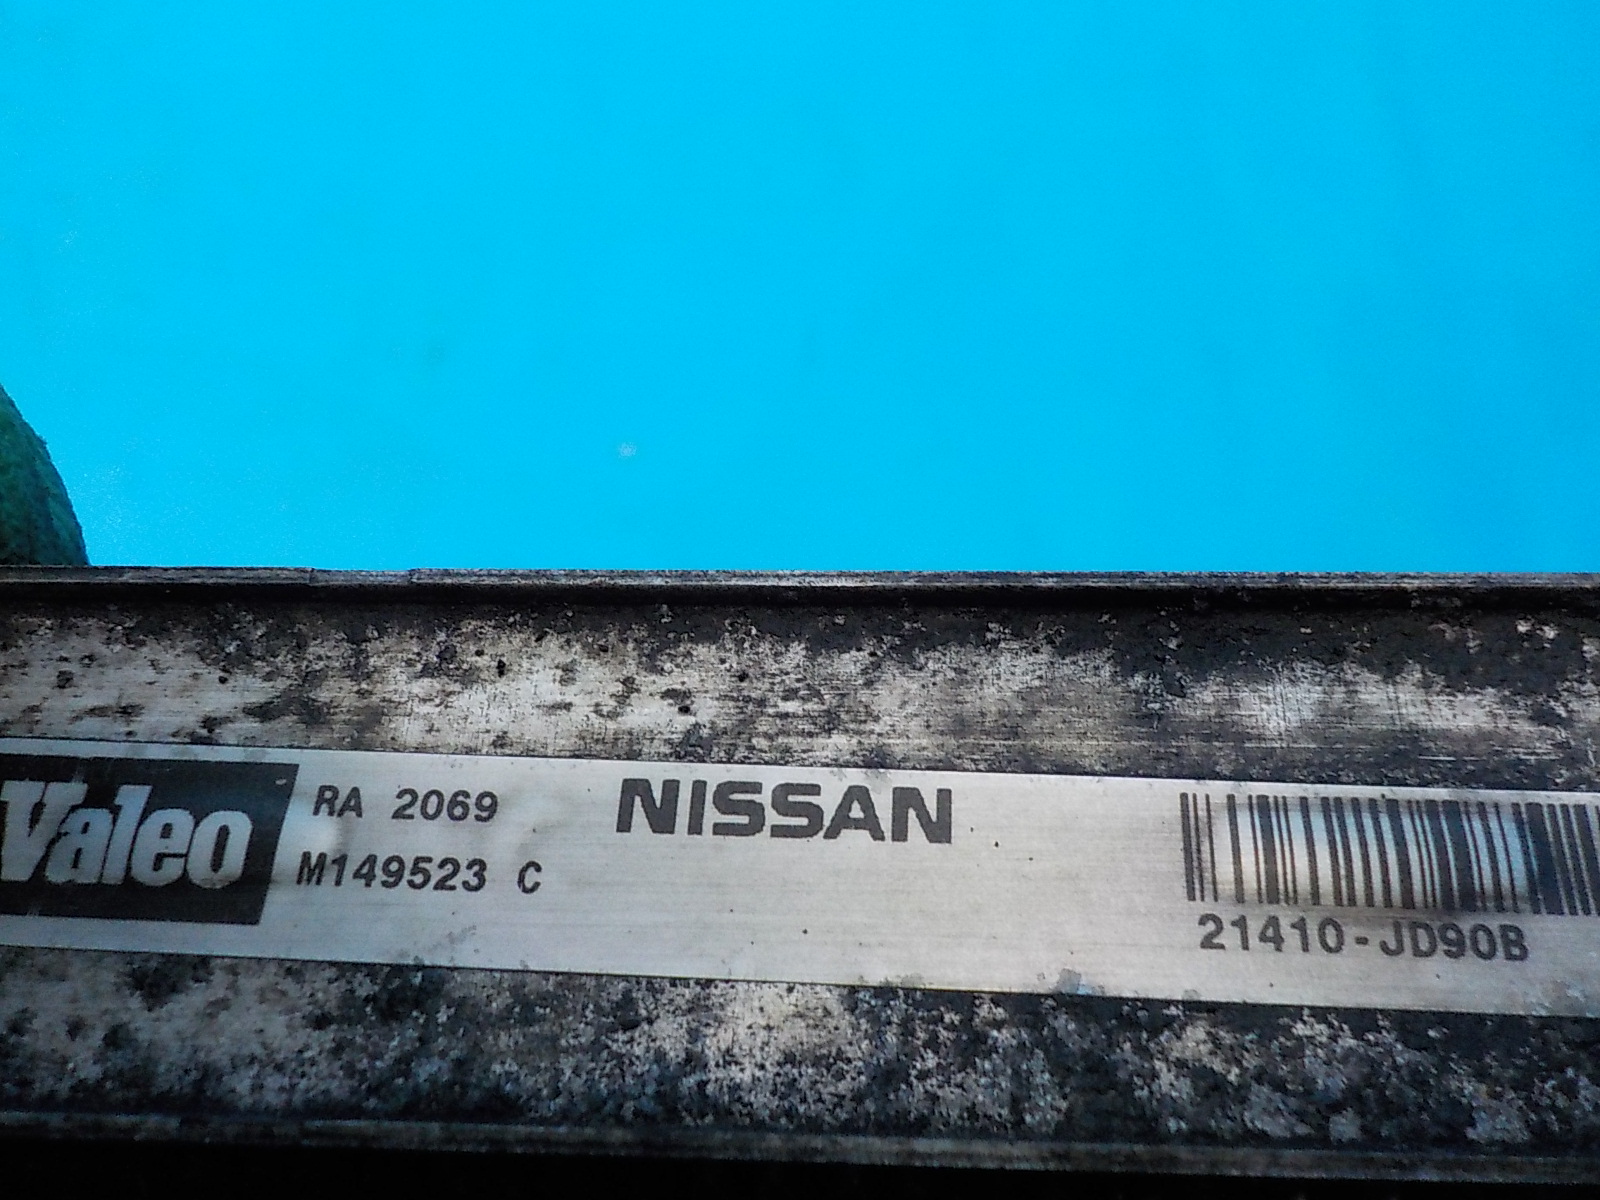 Valeo RA 2069 NISSAN
M149523 C
21410-JD90B